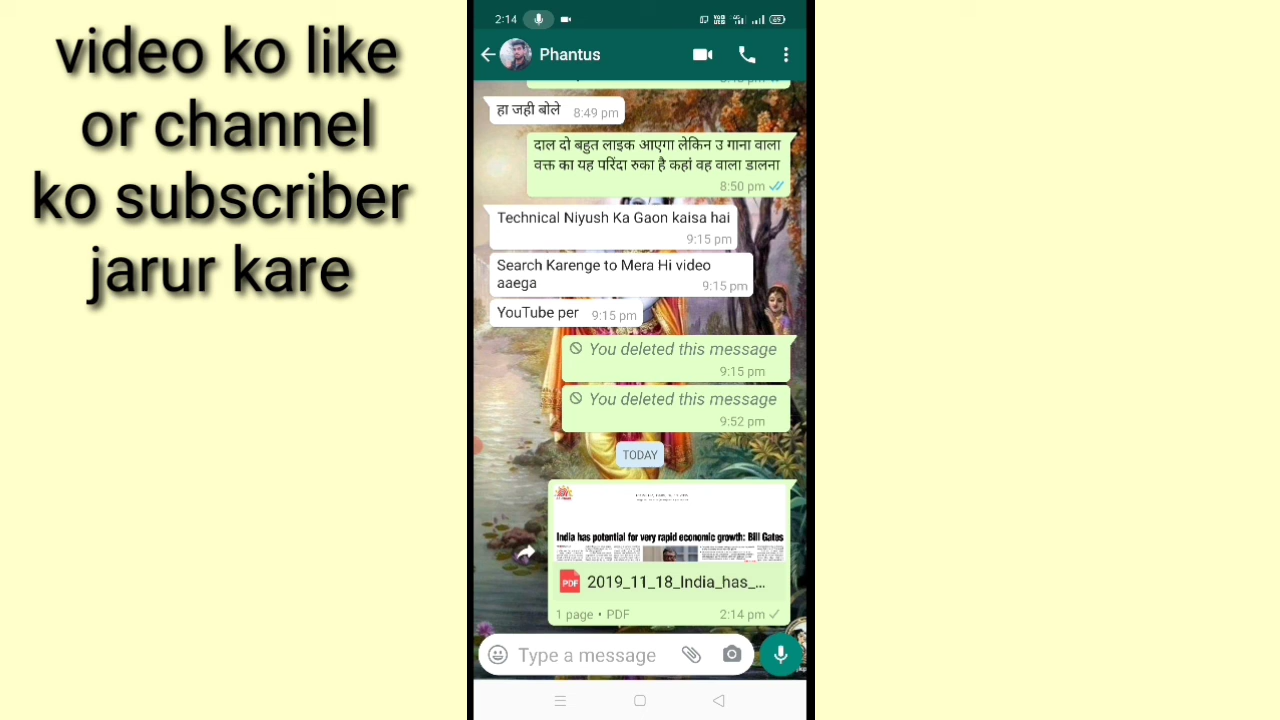 video ko like
or channel
ko subscriber
jarur kare
2:14
69
Phantus
हा जही बोले 8:49 pm
दाल दो बहुत लाइक आएगा लेकिन उ गाना वाला
वक्त का यह परिंदा रुका है कहां वह वाला डालना
8:50 pm
Technical Niyush Ka Gaon kaisa hai
9:15 pm
Search Karenge to Mera Hi video
aaega 9:15 pm
YouTube per 9:15 pm
You deleted this message
9:15 pm
You deleted this message
9:52 pm
TODAY
India has potential for very rapid economic growth: Bill Gates
PDF 2019_11_18_India_has_...
1 page • PDF 2:14 pm
Type a message